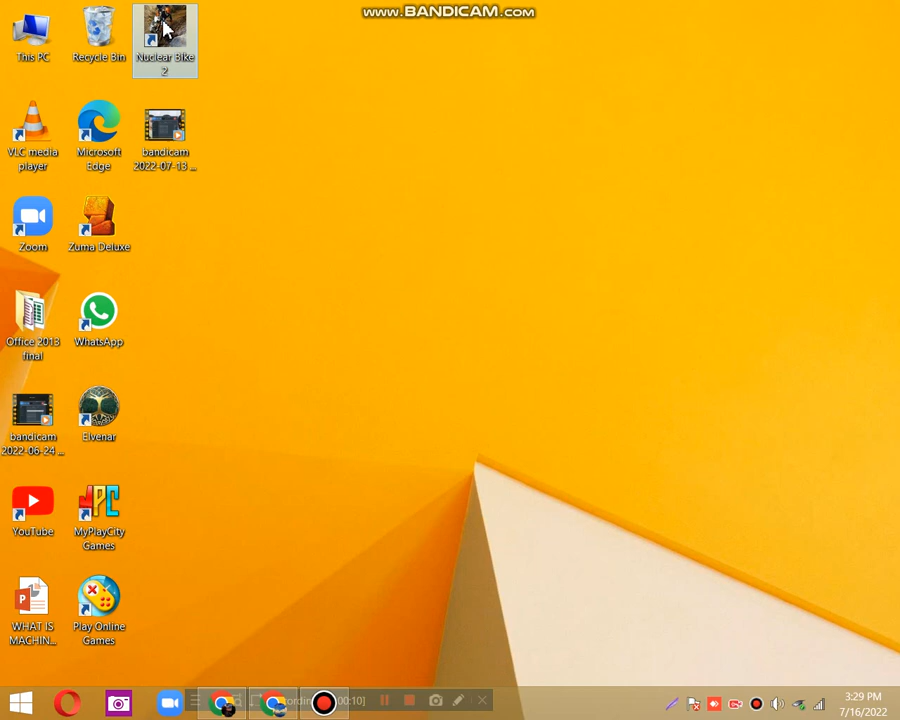 www.BANDICAM.com
This PC
Recycle Bin
Nuclear Bike
2
VLC media
player
Microsoft
Edge
bandicam
2022-07-13 ...
Zoom
Zuma Deluxe
Office 2013
final
WhatsApp
bandicam
2022-06-24 ...
Elvenar
YouTube
MyPlayCity
Games
WHAT IS
MACHIN...
Play Online
Games
3:29 PM
7/16/2022